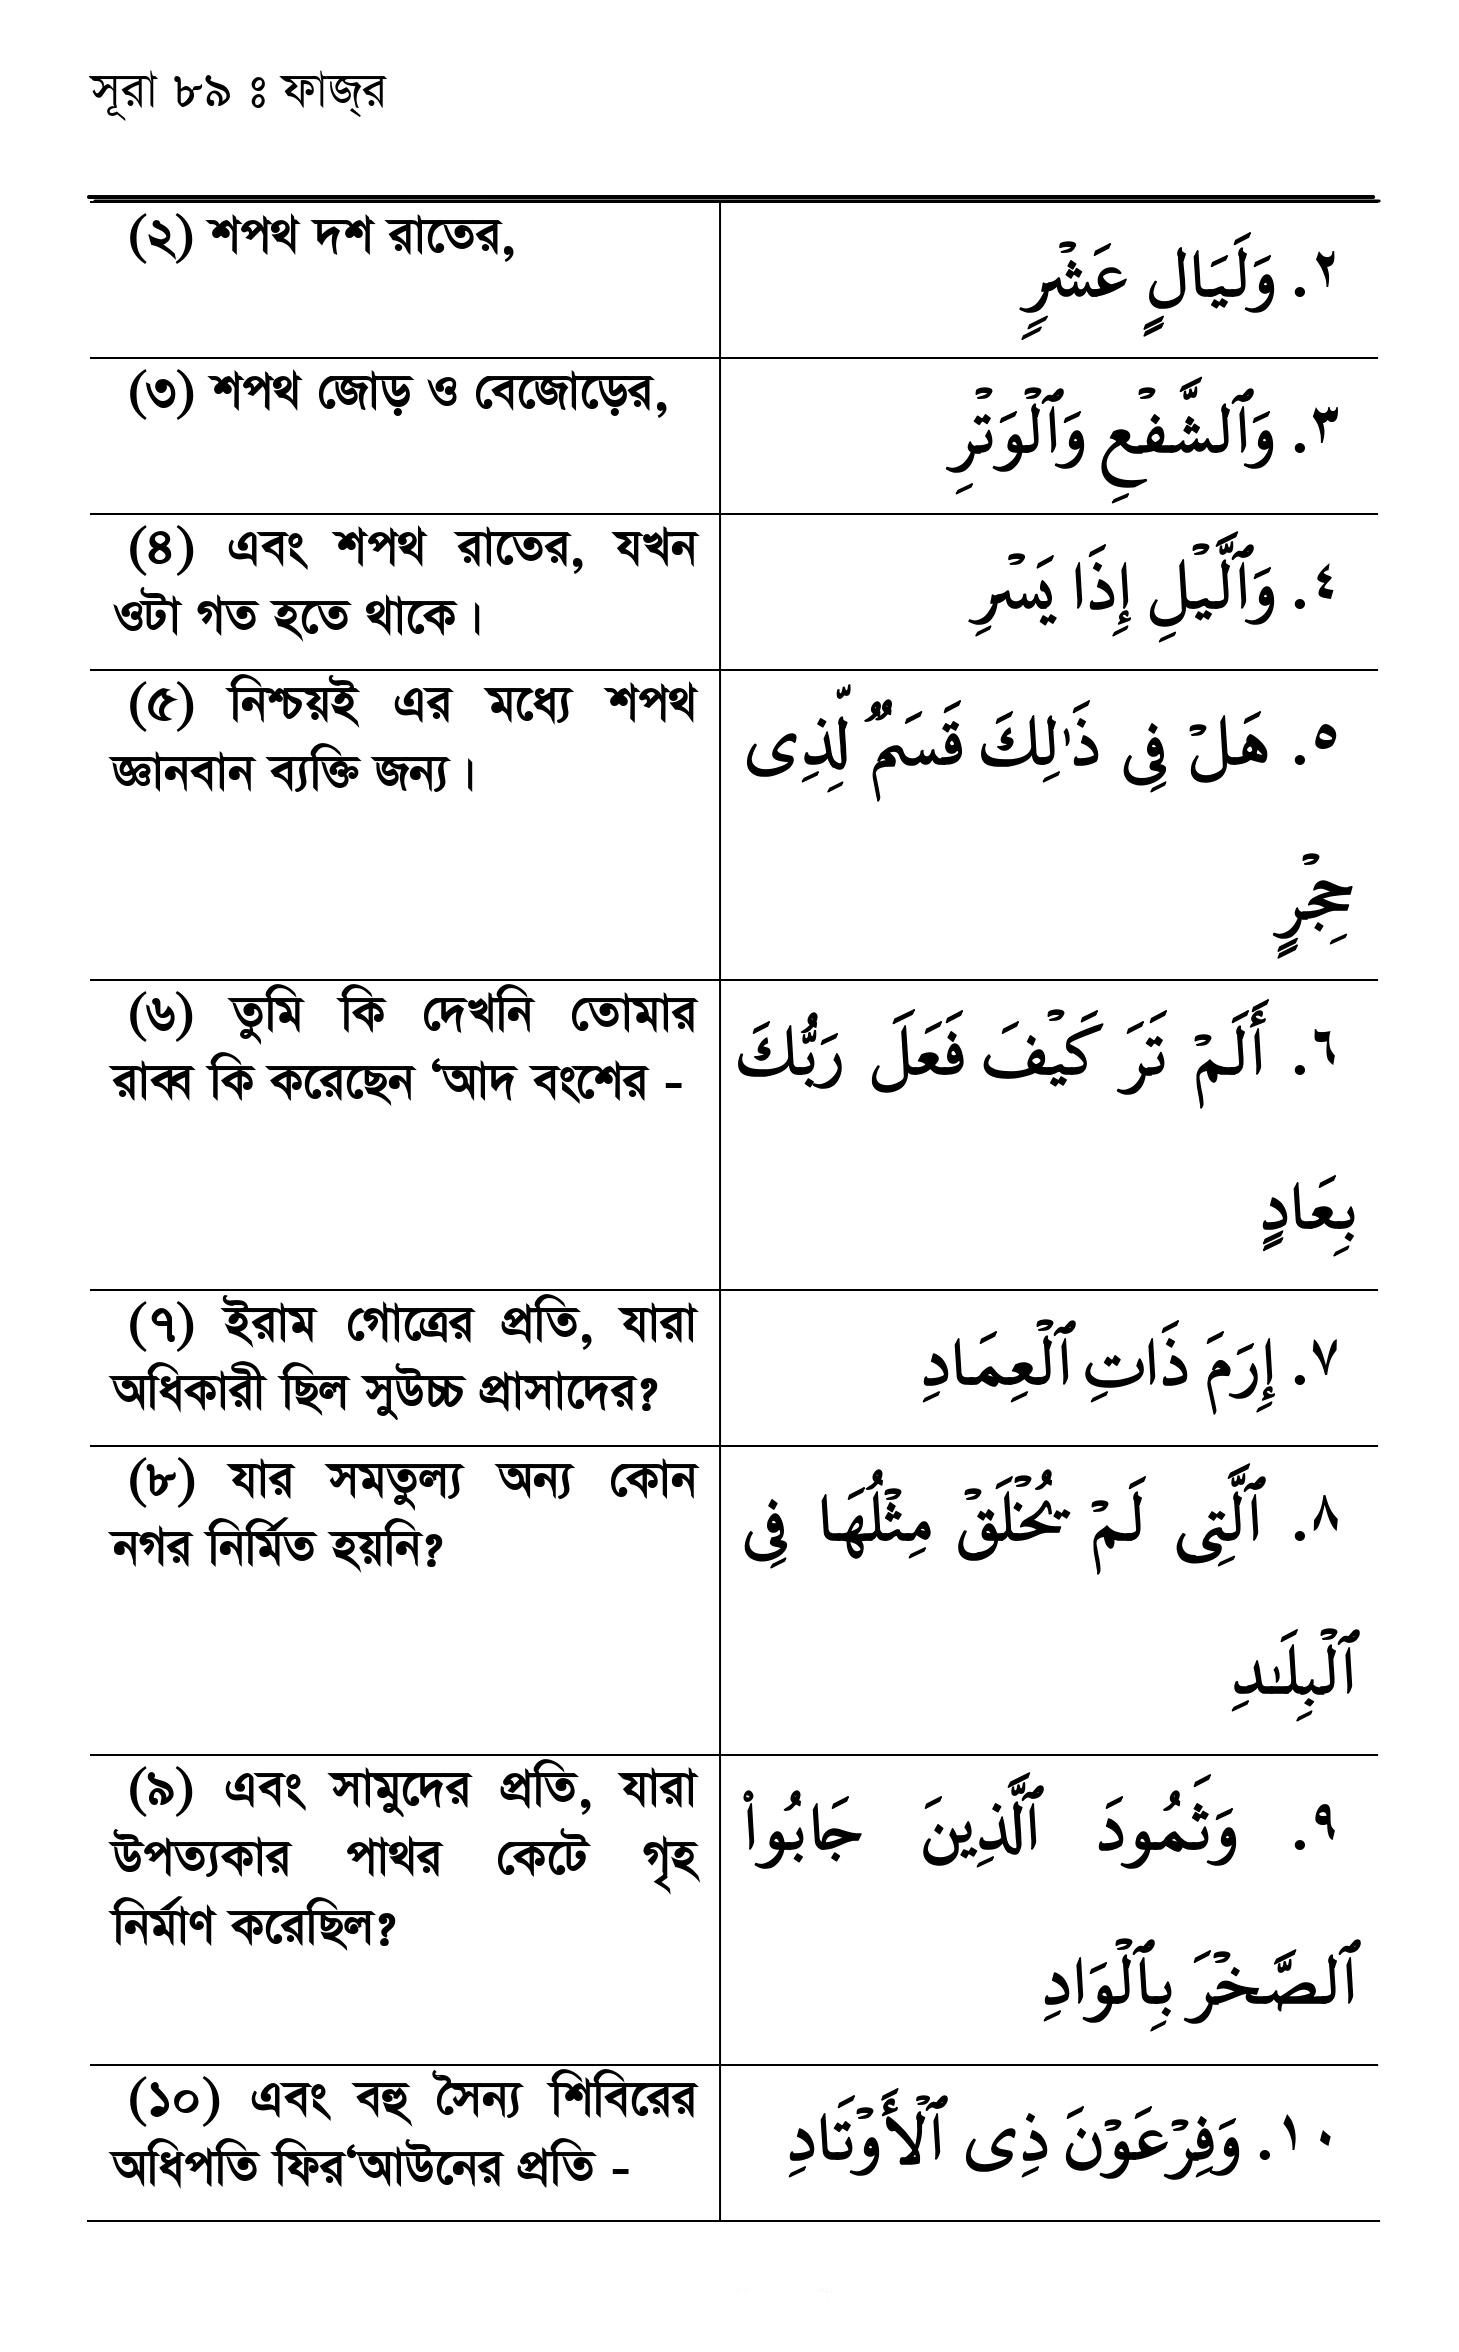 সূরা ৮৯ ঃ ফাজ্‌র
(২) শপথ দশ রাতের,
٢. وَلَيَالٍ عَشْرٍ
(৩) শপথ জোড় ও বেজোড়ের,
٣. وَٱلشَّفْعِ وَٱلْوَتْرِ
(৪) এবং শপথ রাতের, যখন
ওটা গত হতে থাকে।
٤. وَٱلَّيْلِ إِذَا يَسْرِ
(৫) নিশ্চয়ই এর মধ্যে শপথ
জ্ঞানবান ব্যক্তি জন্য।
٥. هَلْ فِى ذَٰلِكَ قَسَمٌ لِّذِى
حِجْرٍ
(৬) তুমি কি দেখনি তোমার
রাব্ব কি করেছেন ‘আদ বংশের -
٦. أَلَمْ تَرَ كَيْفَ فَعَلَ رَبُّكَ
بِعَادٍ
(৭) ইরাম গোত্রের প্রতি, যারা
অধিকারী ছিল সুউচ্চ প্রাসাদের?
٧. إِرَمَ ذَاتِ ٱلْعِمَادِ
(৮) যার সমতুল্য অন্য কোন
নগর নির্মিত হয়নি?
٨. ٱلَّتِى لَمْ يُخْلَقْ مِثْلُهَا فِى
ٱلْبِلَـٰدِ
(৯) এবং সামুদের প্রতি, যারা
উপত্যকার পাথর কেটে গৃহ
নির্মাণ করেছিল?
٩. وَثَمُودَ ٱلَّذِينَ جَابُوا۟
ٱلصَّخْرَ بِٱلْوَادِ
(১০) এবং বহু সৈন্য শিবিরের
অধিপতি ফির‘আউনের প্রতি -
١٠. وَفِرْعَوْنَ ذِى ٱلْأَوْتَادِ